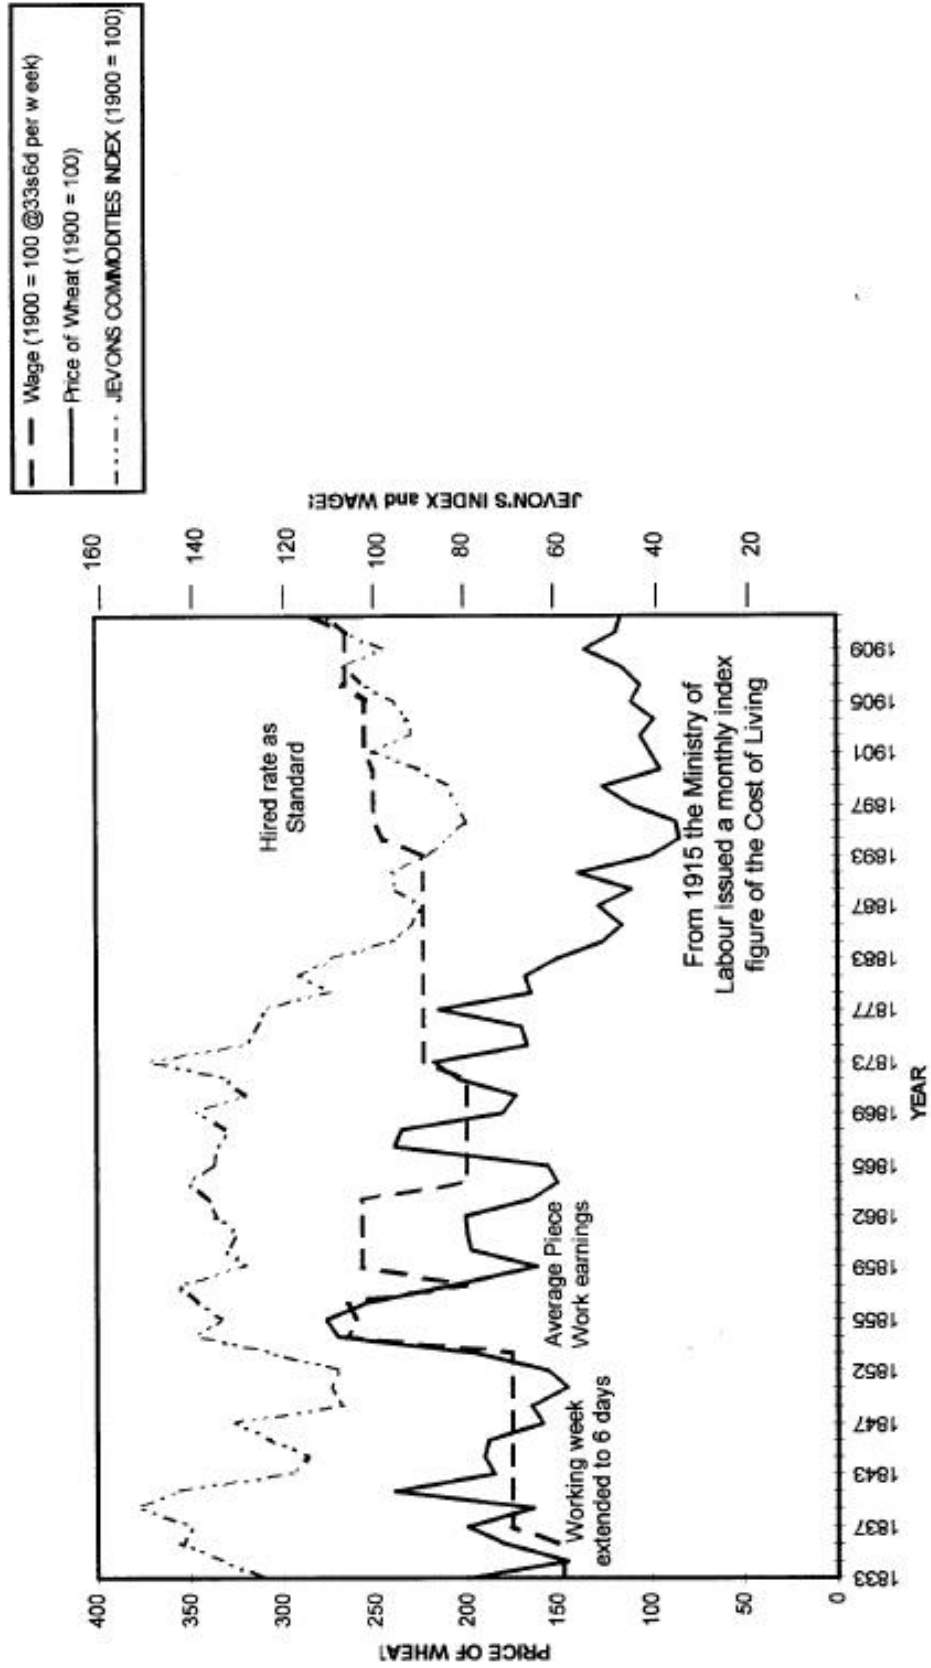 Wage (1900 = 100 @33s6d per week)
Price of Wheat (1900 = 100)
JEVONS COMMODITIES INDEX (1900 = 100)
PRICE OF WHEA
400
300
250
200
150
100
50
0
JEVON'S INDEX and WAGE
160
140
120
100
80
60
40
20
Hired rate as
Standard
Average Piece
Work earnings
Working week
extended to 6 days
From 1915 the Ministry of
Labour issued a monthly index
figure of the Cost of Living
1833
1837
1843
1847
1852
1855
1859
1862
1865
1869
1873
1877
1883
1887
1893
1897
1901
1905
1909
YEAR